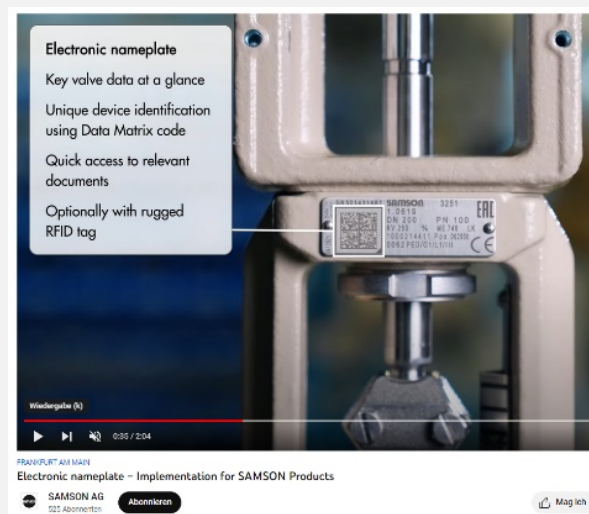 Electronic nameplate
Key valve data at a glance
Unique device identification
using Data Matrix code
Quick access to relevant
documents
Optionally with rugged
RFID tag
SAMSON 3251
1.0619
DN 200 PN 100
EAC
CE
Wiedergabe (k)
0:35 / 2:04
FRANKFURT AM MAIN
Electronic nameplate – Implementation for SAMSON Products
SAMSON AG
525 Abonnenten
Abonnieren
Mag ich